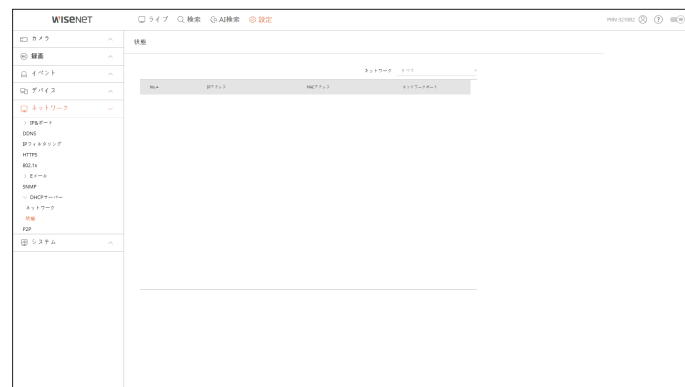 WISENET
ライブ 検索 AI検索 設定
PRN-3210B2
カメラ
録画
イベント
デバイス
ネットワーク
IP&ポート
DDNS
IPフィルタリング
HTTPS
802.1x
Eメール
SNMP
DHCPサーバー
ネットワーク
状態
P2P
システム
状態
ネットワーク すべて
No.▲ IPアドレス MACアドレス ネットワークポート